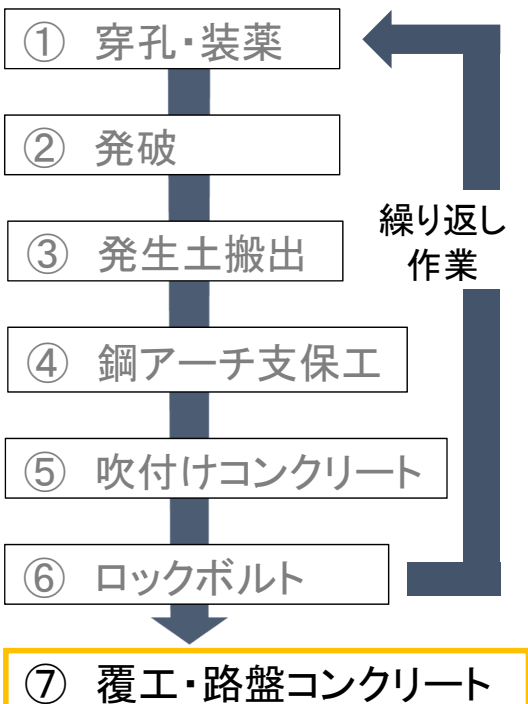 ① 穿孔・装薬
② 発破
③ 発生土搬出
繰り返し
作業
④ 鋼アーチ支保工
⑤ 吹付けコンクリート
⑥ ロックボルト
⑦ 覆工・路盤コンクリート